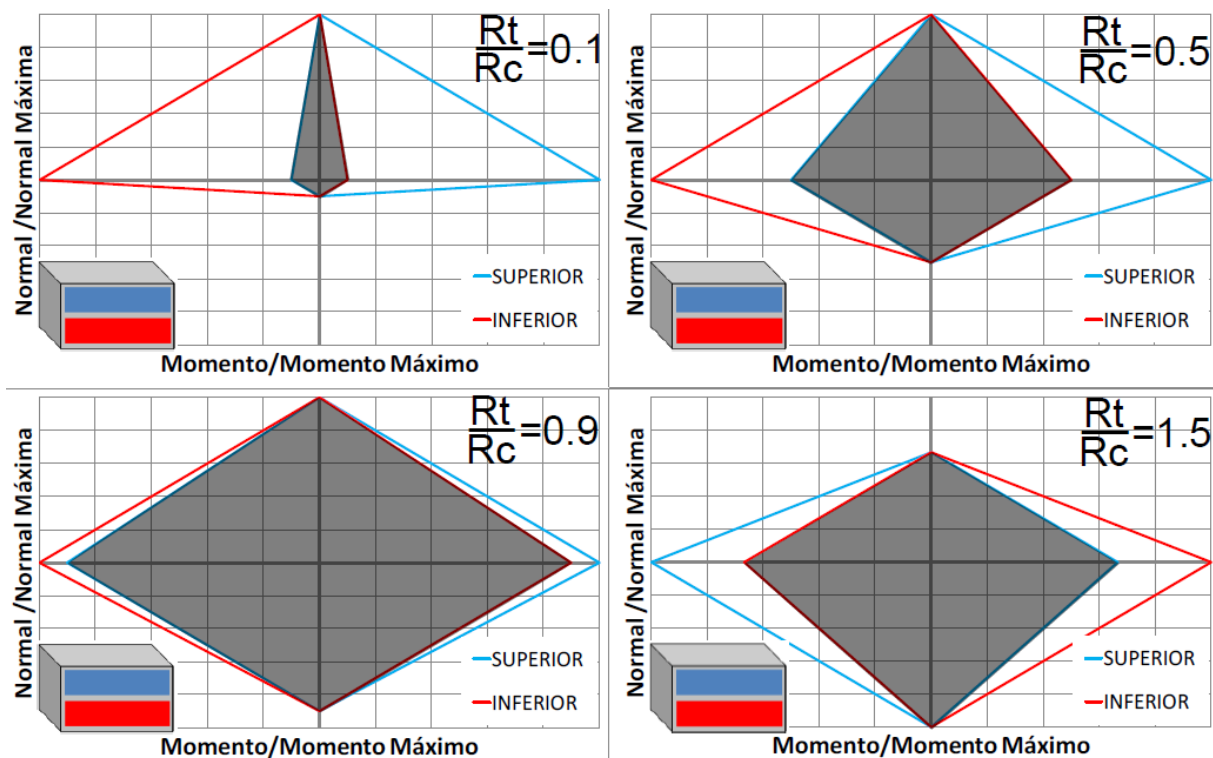 Normal /Normal Máxima
Rt
Rc
=0.1
SUPERIOR
INFERIOR
Momento/Momento Máximo
Normal /Normal Máxima
Rt
Rc
=0.5
SUPERIOR
INFERIOR
Momento/Momento Máximo
Normal /Normal Máxima
Rt
Rc
=0.9
SUPERIOR
INFERIOR
Momento/Momento Máximo
Normal /Normal Máxima
Rt
Rc
=1.5
SUPERIOR
INFERIOR
Momento/Momento Máximo